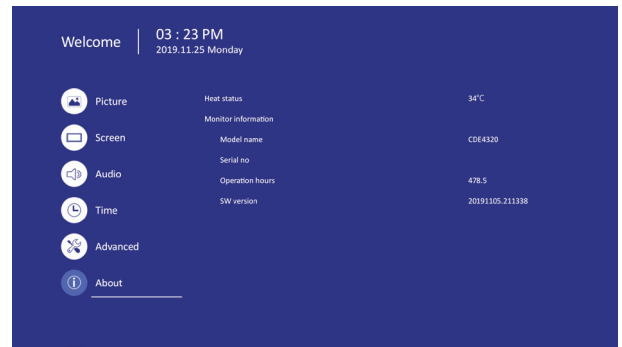 Welcome
03 : 23 PM
2019.11.25 Monday
Picture
Screen
Audio
Time
Advanced
About
Heat status 34°C
Monitor information
Model name CDE4320
Serial no
Operation hours 478.5
SW version 20191105.211338